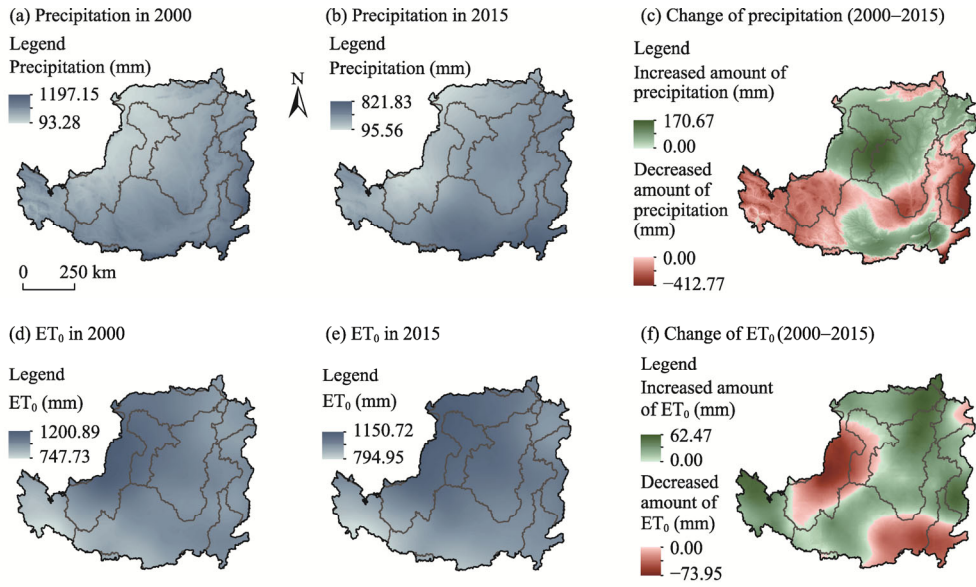 (a) Precipitation in 2000
Legend
Precipitation (mm)
1197.15
93.28
0 250 km
(b) Precipitation in 2015
Legend
Precipitation (mm)
821.83
95.56
N
(c) Change of precipitation (2000–2015)
Legend
Increased amount of
precipitation (mm)
170.67
0.00
Decreased
amount of
precipitation
(mm)
0.00
−412.77
(d) ET₀ in 2000
Legend
ET₀ (mm)
1200.89
747.73
(e) ET₀ in 2015
Legend
ET₀ (mm)
1150.72
794.95
(f) Change of ET₀ (2000–2015)
Legend
Increased amount
of ET₀ (mm)
62.47
0.00
Decreased
amount of
ET₀ (mm)
0.00
−73.95